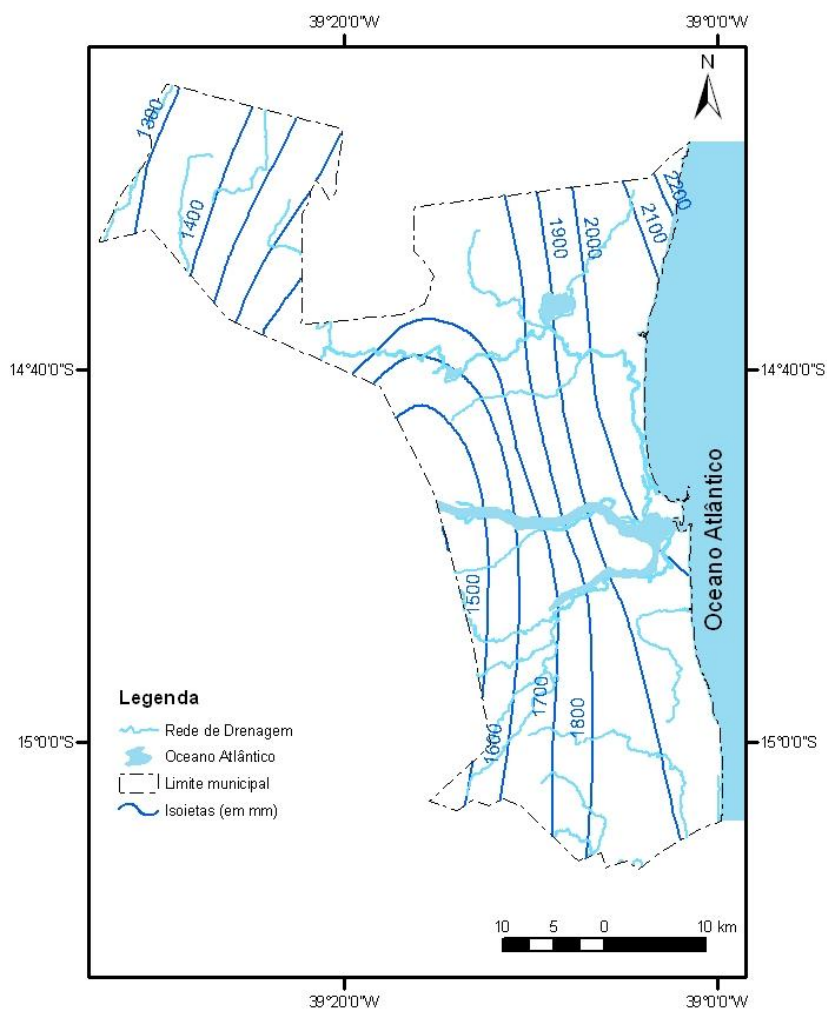 39°20'0"W
39°0'0"W
N
1300
1400
2200
2100
2000
1900
14°40'0"S
14°40'0"S
Oceano Atlântico
1500
1700
1800
1600
Legenda
Rede de Drenagem
Oceano Atlântico
Limite municipal
Isoietas (em mm)
15°0'0"S
15°0'0"S
10 5 0 10 km
39°20'0"W
39°0'0"W